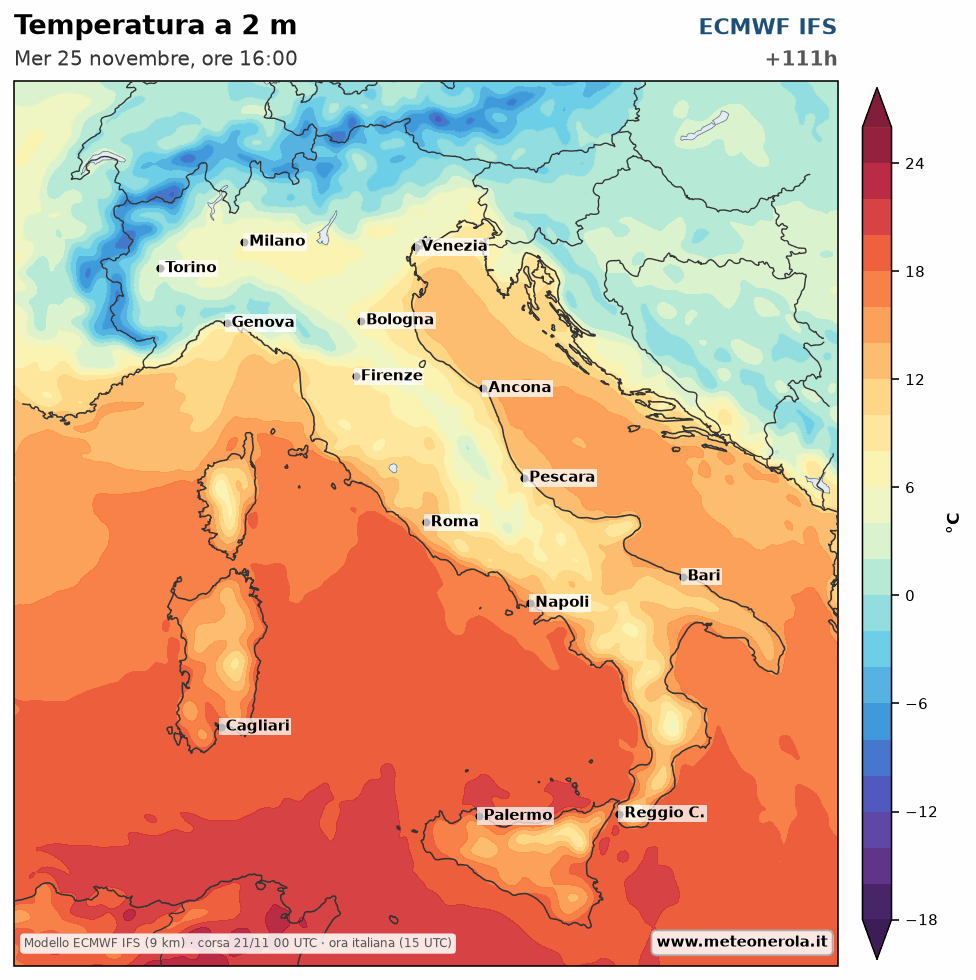 Temperatura a 2 m
ECMWF IFS
Mer 25 novembre, ore 16:00
+111h
Milano
Venezia
Torino
Genova
Bologna
Firenze
Ancona
Pescara
Roma
Bari
Napoli
Cagliari
Palermo
Reggio C.
24
18
12
6
0
−6
−12
−18
°C
Modello ECMWF IFS (9 km) · corsa 21/11 00 UTC · ora italiana (15 UTC)
www.meteonerola.it